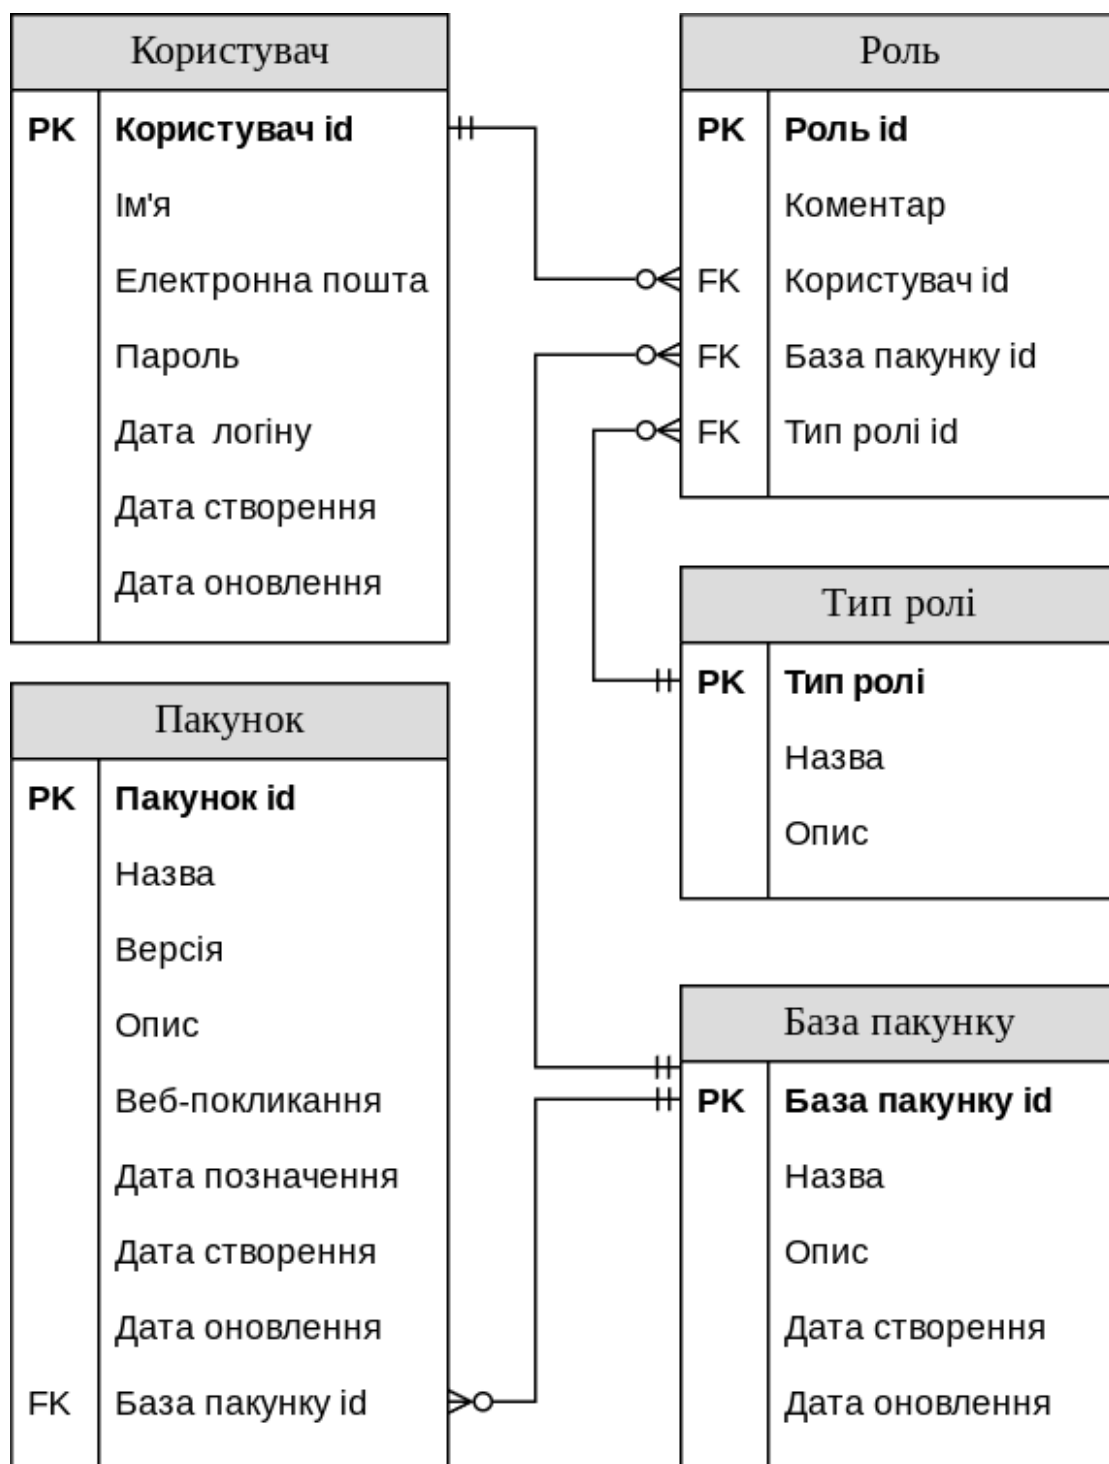 Користувач
PK Користувач id
Ім'я
Електронна пошта
Пароль
Дата логіну
Дата створення
Дата оновлення
Роль
PK Роль id
Коментар
FK Користувач id
FK База пакунку id
FK Тип ролі id
Тип ролі
PK Тип ролі
Назва
Опис
Пакунок
PK Пакунок id
Назва
Версія
Опис
Веб-покликання
Дата позначення
Дата створення
Дата оновлення
FK База пакунку id
База пакунку
PK База пакунку id
Назва
Опис
Дата створення
Дата оновлення